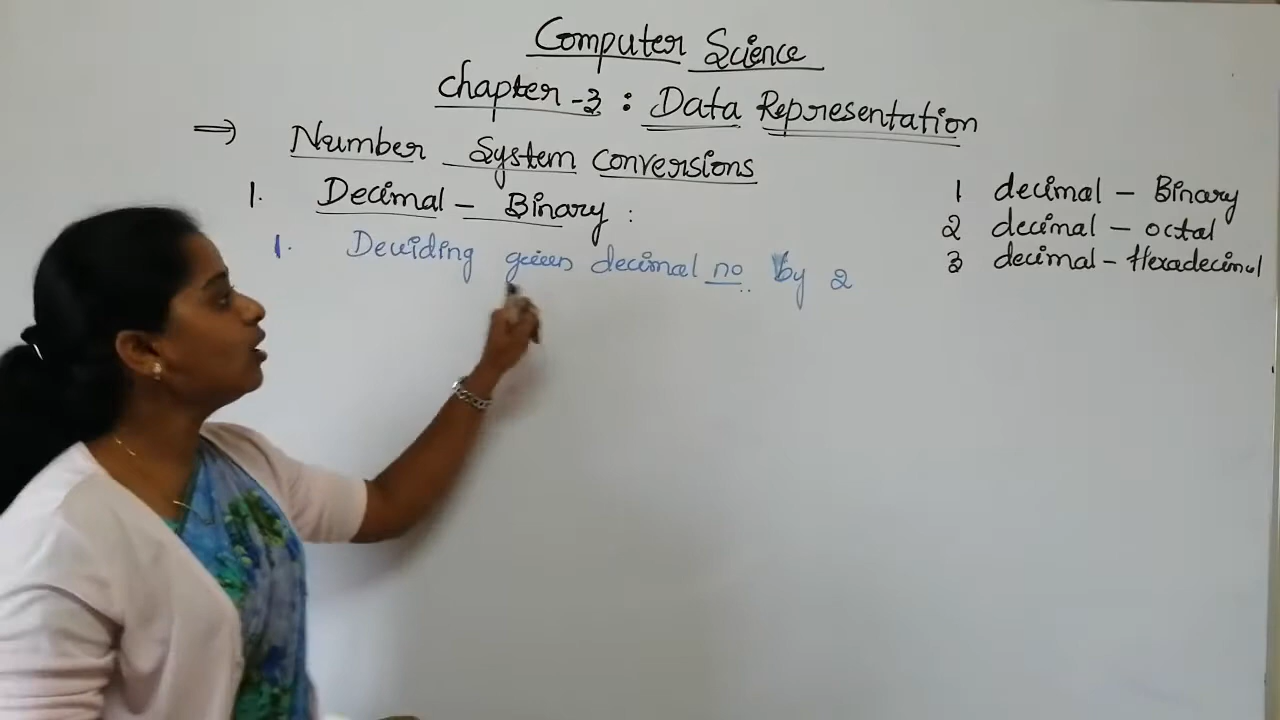 Computer Science
Chapter-3 : Data Representation
⇒ Number System Conversions
1. Decimal - Binary :
1. Deviding given decimal no by 2
1 decimal - Binary
2 decimal - octal
3 decimal - Hexadecimal